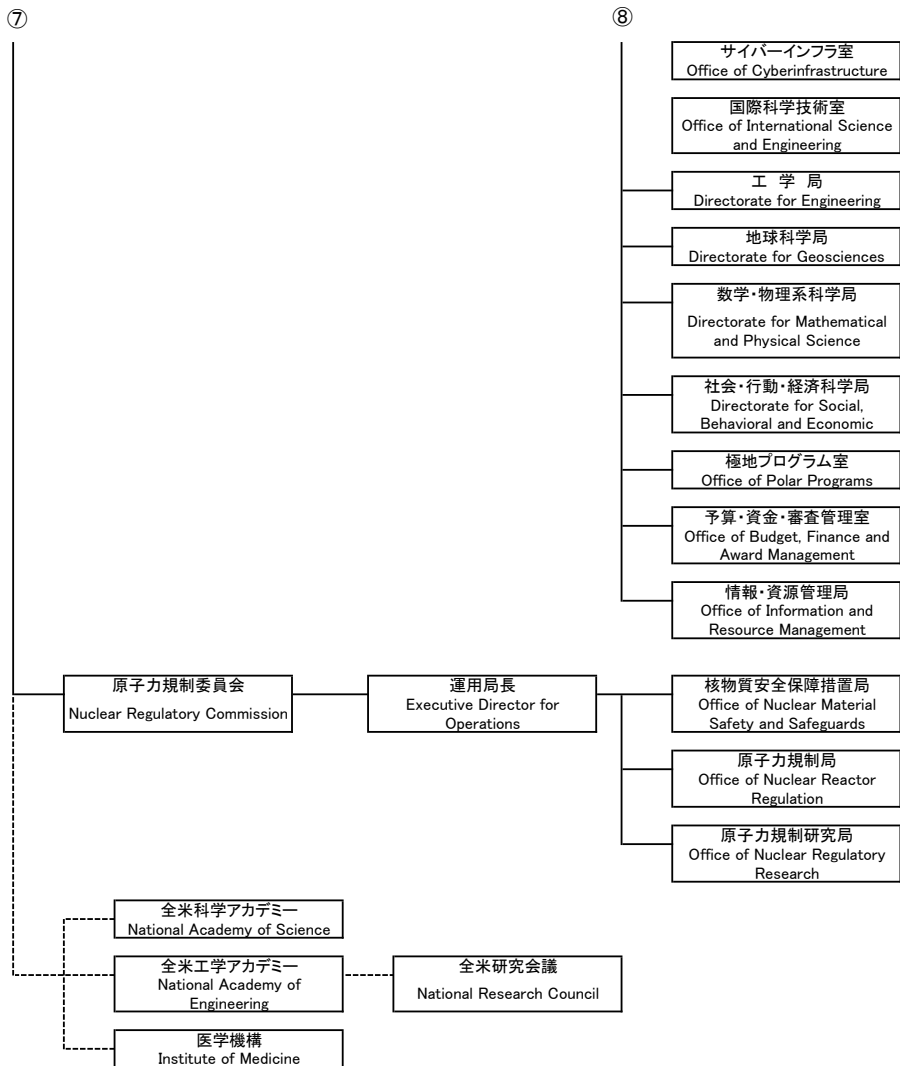 ⑦
⑧
サイバーインフラ室
Office of Cyberinfrastructure
国際科学技術室
Office of International Science
and Engineering
工 学 局
Directorate for Engineering
地球科学局
Directorate for Geosciences
数学・物理系科学局
Directorate for Mathematical
and Physical Science
社会・行動・経済科学局
Directorate for Social,
Behavioral and Economic
極地プログラム室
Office of Polar Programs
予算・資金・審査管理室
Office of Budget, Finance and
Award Management
情報・資源管理局
Office of Information and
Resource Management
原子力規制委員会
Nuclear Regulatory Commission
運用局長
Executive Director for
Operations
核物質安全保障措置局
Office of Nuclear Material
Safety and Safeguards
原子力規制局
Office of Nuclear Reactor
Regulation
原子力規制研究局
Office of Nuclear Regulatory
Research
全米科学アカデミー
National Academy of Science
全米工学アカデミー
National Academy of
Engineering
全米研究会議
National Research Council
医学機構
Institute of Medicine